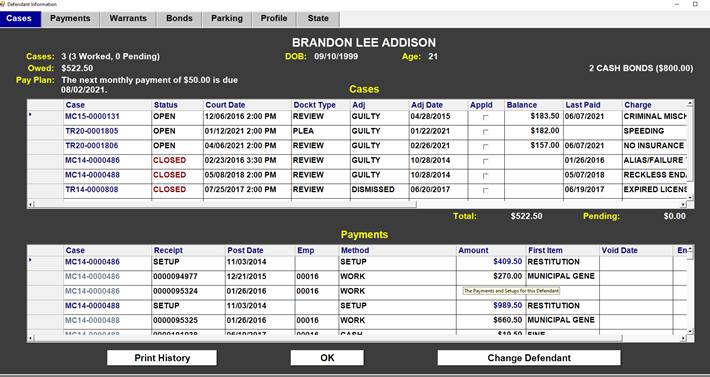 Defendant Information
Cases Payments Warrants Bonds Parking Profile State
BRANDON LEE ADDISON
Cases: 3 (3 Worked, 0 Pending) DOB: 09/10/1999 Age: 21
Owed: $522.50 2 CASH BONDS ($800.00)
Pay Plan: The next monthly payment of $50.00 is due
08/02/2021.
Cases
Case Status Court Date Dockt Type Adj Adj Date Appld Balance Last Paid Charge
MC15-0000131 OPEN 12/06/2016 2:00 PM REVIEW GUILTY 04/28/2015 $183.50 06/07/2021 CRIMINAL MISCH
TR20-0001805 OPEN 01/12/2021 2:00 PM PLEA GUILTY 01/22/2021 $182.00 SPEEDING
TR20-0001806 OPEN 04/06/2021 2:00 PM REVIEW GUILTY 02/26/2021 $157.00 06/07/2021 NO INSURANCE
MC14-0000486 CLOSED 02/23/2016 3:30 PM REVIEW GUILTY 10/28/2014 01/26/2016 ALIAS/FAILURE
MC14-0000488 CLOSED 05/08/2018 2:00 PM REVIEW GUILTY 10/28/2014 05/07/2018 RECKLESS END
TR14-0000808 CLOSED 07/25/2017 2:00 PM REVIEW DISMISSED 06/20/2017 06/19/2017 EXPIRED LICENS
Total: $522.50 Pending: $0.00
Payments
Case Receipt Post Date Emp Method Amount First Item Void Date En
MC14-0000486 SETUP 11/03/2014 SETUP $409.50 RESTITUTION
MC14-0000486 0000094977 12/21/2015 00016 WORK $270.00 MUNICIPAL GENE
MC14-0000486 0000095324 01/26/2016 00016 WORK
The Payments and Setups for this Defendant
MC14-0000488 SETUP 11/03/2014 SETUP $989.50 RESTITUTION
MC14-0000488 0000095325 01/26/2016 00016 WORK $660.50 MUNICIPAL GENE
MC14-0000488 06/19/2017 00016 CASH $19.50 FINE
Print History OK Change Defendant